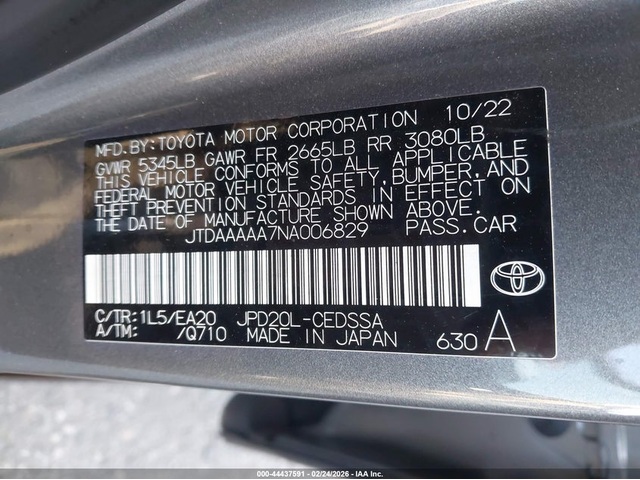 MFD. BY: TOYOTA MOTOR CORPORATION 10/22
GVWR 5345LB GAWR FR 2665LB RR 3080LB
THIS VEHICLE CONFORMS TO ALL APPLICABLE
FEDERAL MOTOR VEHICLE SAFETY, BUMPER, AND
THEFT PREVENTION STANDARDS IN EFFECT ON
THE DATE OF MANUFACTURE SHOWN ABOVE.
JTDAAAAA7NA006829 PASS. CAR
C/TR: 1L5/EA20 JPD20L-CEDSSA
A/TM: /Q710 MADE IN JAPAN 630 A
000-44437591 - 02/24/2026 - IAA Inc.